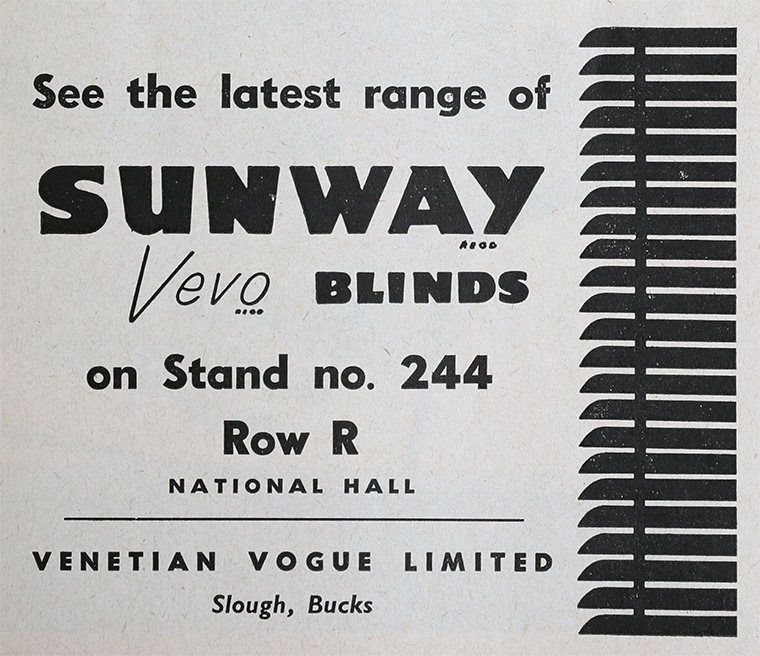 See the latest range of
SUNWAY
REGD
Vevo BLINDS
REGD
on Stand no. 244
Row R
NATIONAL HALL
VENETIAN VOGUE LIMITED
Slough, Bucks